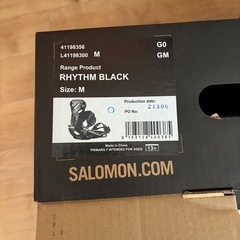 41198356
G0
L41198300 M
GM
Range Product
RHYTHM BLACK
Size: M
Production date:
PO No:
Made in China
PRIMARILY INTENDED FOR AGES
13+
SALOMON.COM